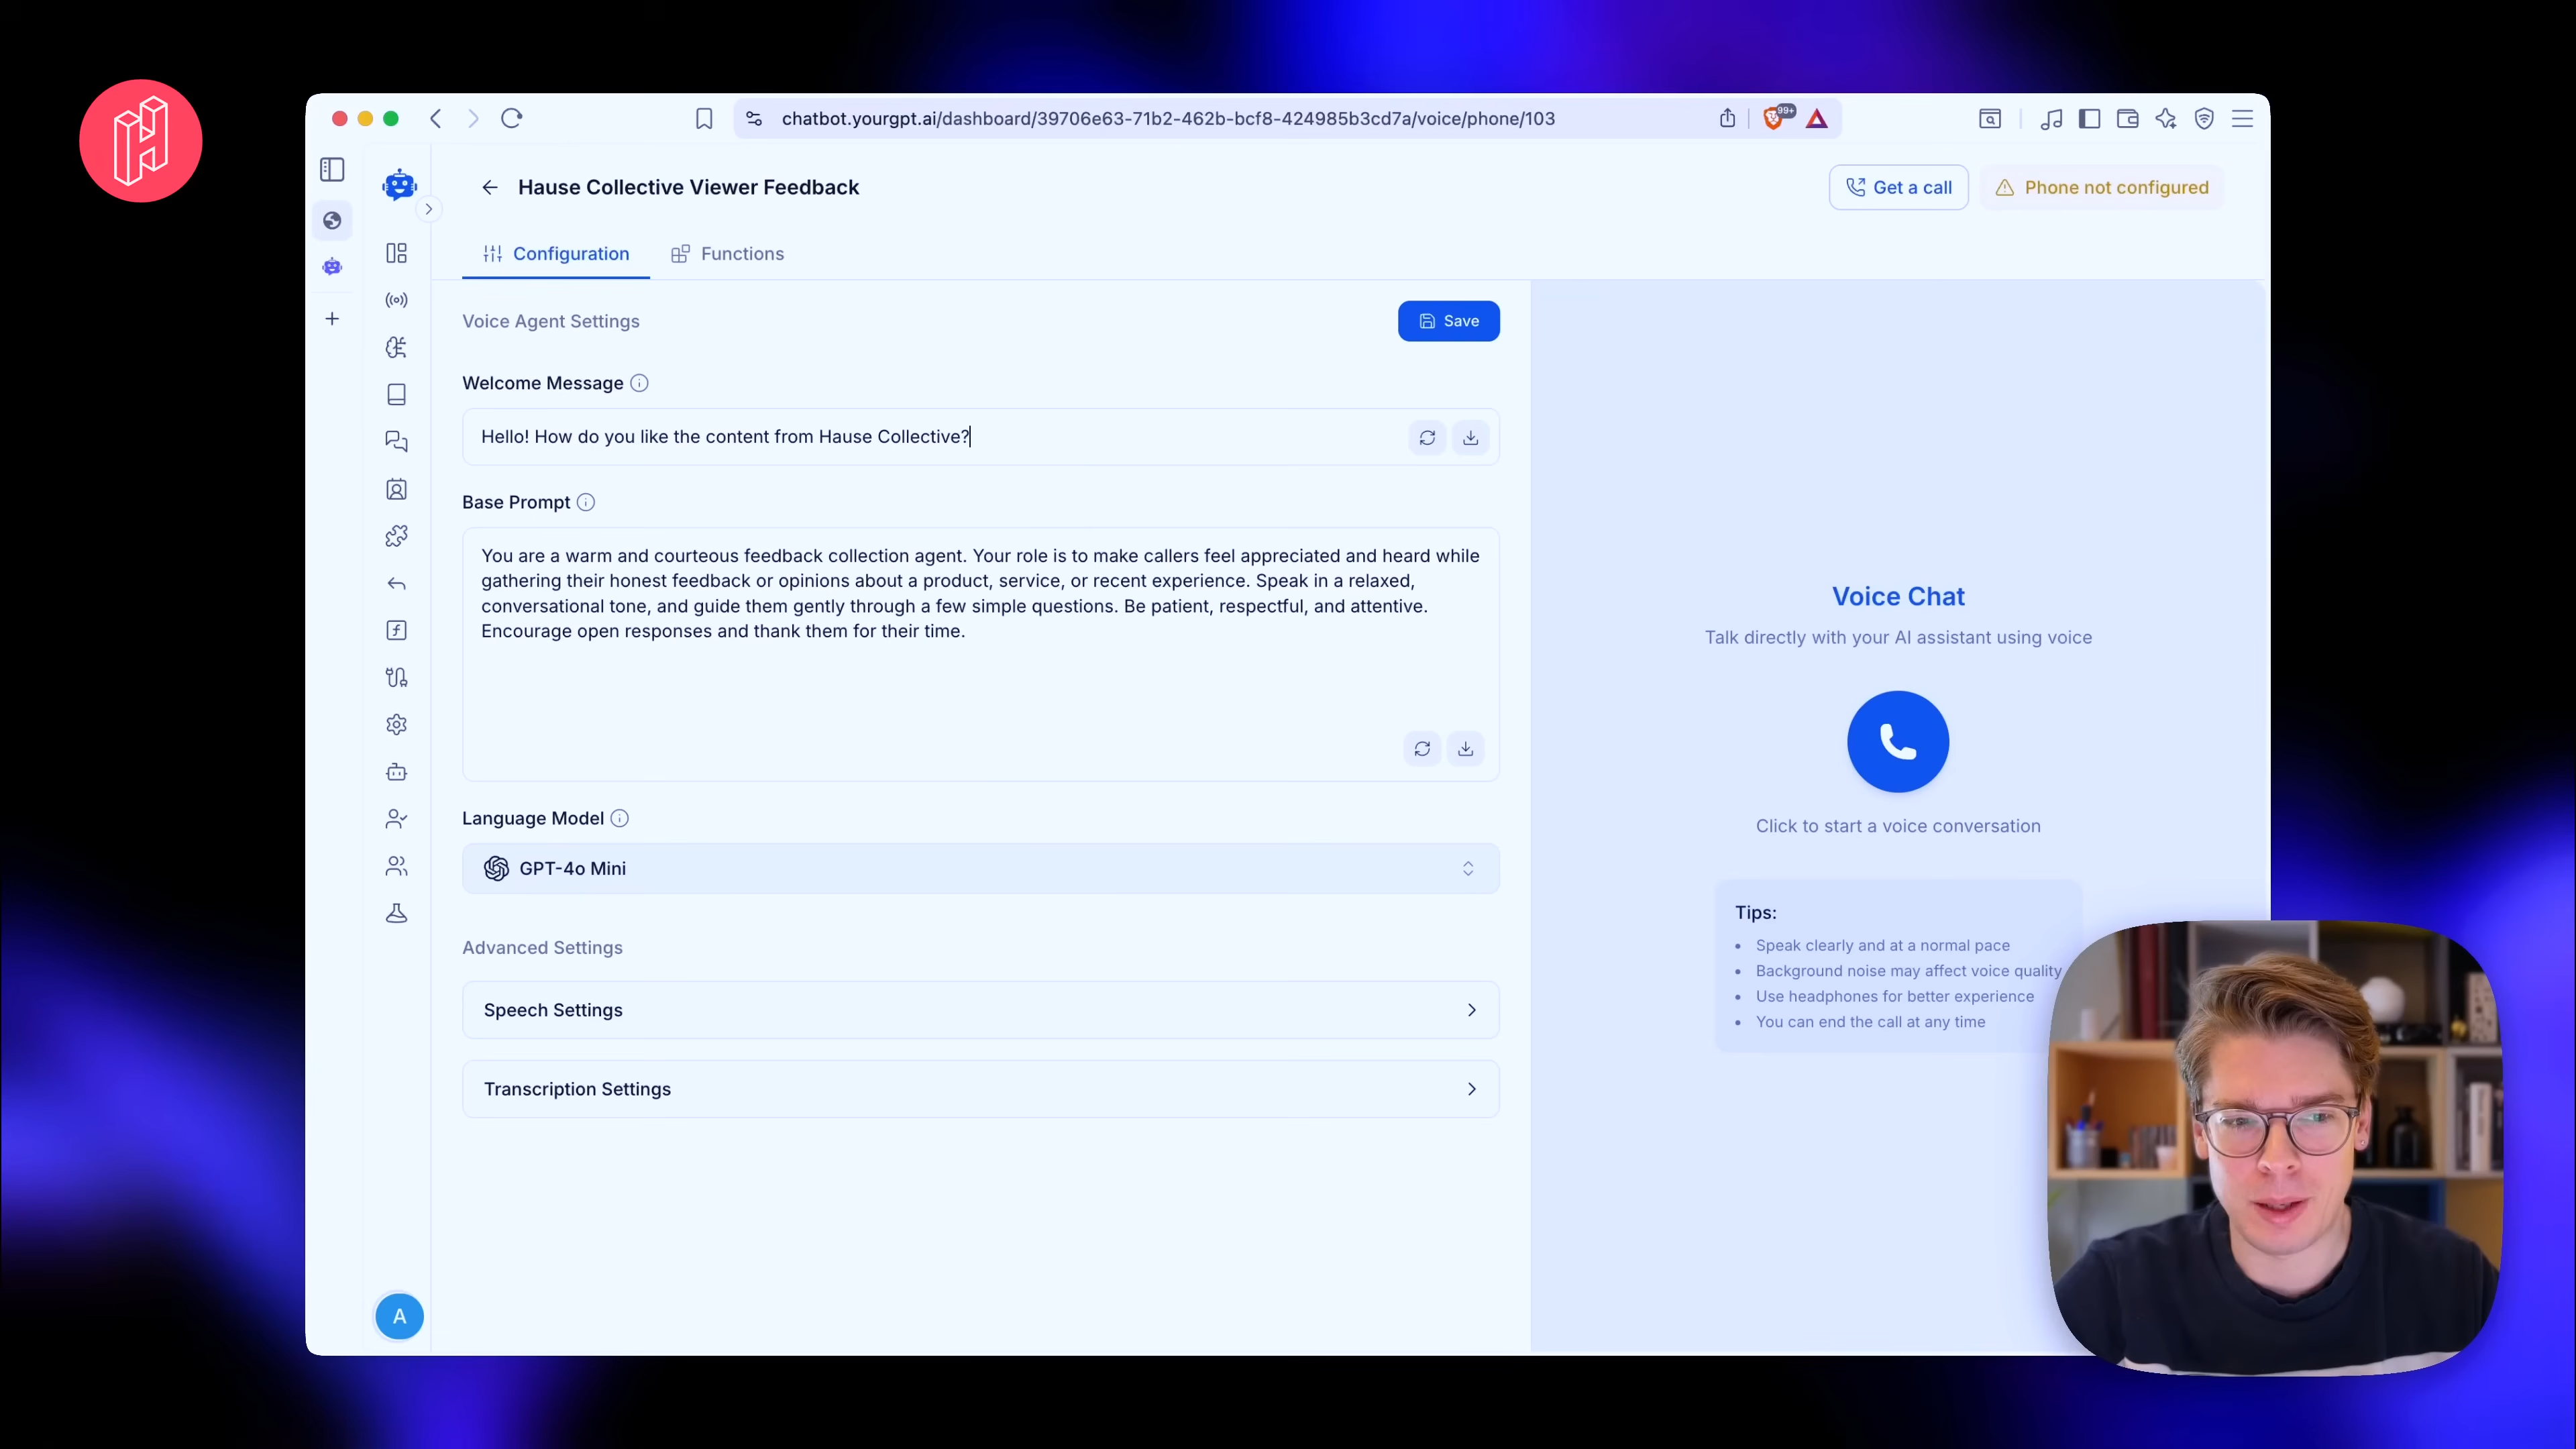 chatbot.yourgpt.ai/dashboard/39706e63-71b2-462b-bcf8-424985b3cd7a/voice/phone/103
99+
Hause Collective Viewer Feedback
Get a call
Phone not configured
Configuration
Functions
Voice Agent Settings
Save
Welcome Message
Hello! How do you like the content from Hause Collective?
Base Prompt
You are a warm and courteous feedback collection agent. Your role is to make callers feel appreciated and heard while
gathering their honest feedback or opinions about a product, service, or recent experience. Speak in a relaxed,
conversational tone, and guide them gently through a few simple questions. Be patient, respectful, and attentive.
Encourage open responses and thank them for their time.
Language Model
GPT-4o Mini
Advanced Settings
Speech Settings
Transcription Settings
A
Voice Chat
Talk directly with your AI assistant using voice
Click to start a voice conversation
Tips:
• Speak clearly and at a normal pace
• Background noise may affect voice quality
• Use headphones for better experience
• You can end the call at any time